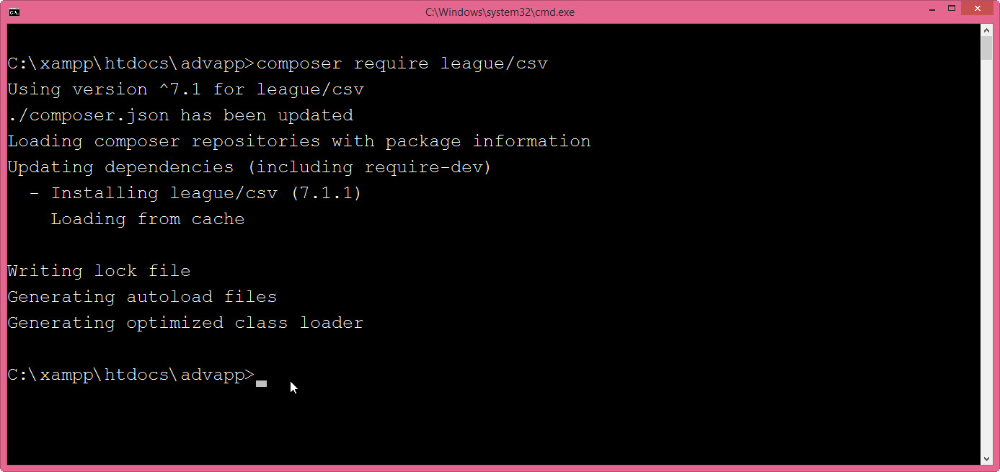 C:\Windows\system32\cmd.exe
C:\xampp\htdocs\advapp>composer require league/csv
Using version ^7.1 for league/csv
./composer.json has been updated
Loading composer repositories with package information
Updating dependencies (including require-dev)
  - Installing league/csv (7.1.1)
    Loading from cache
Writing lock file
Generating autoload files
Generating optimized class loader
C:\xampp\htdocs\advapp>